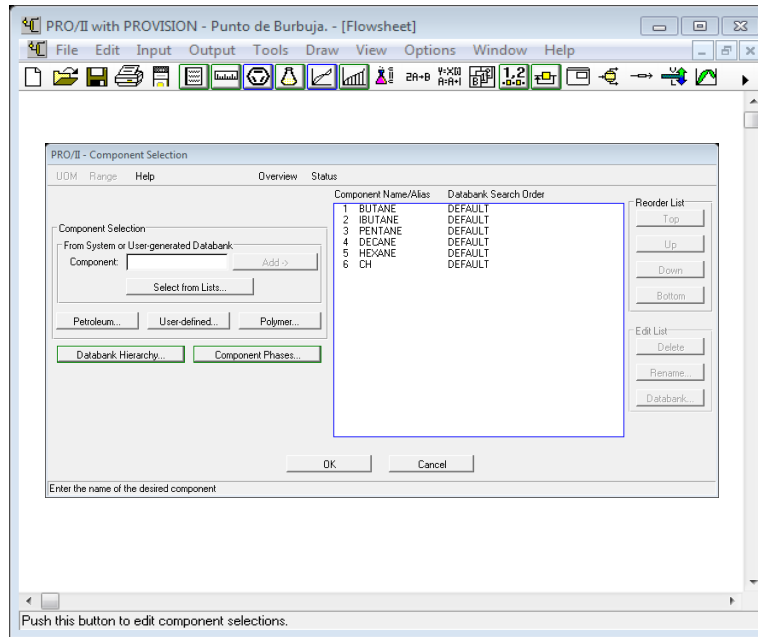 PRO/II with PROVISION - Punto de Burbuja. - [Flowsheet]
File Edit Input Output Tools Draw View Options Window Help
2A→B
1.2
PRO/II - Component Selection
UOM Range Help Overview Status
Component Name/Alias Databank Search Order
1 BUTANE DEFAULT
2 IBUTANE DEFAULT
3 PENTANE DEFAULT
4 DECANE DEFAULT
5 HEXANE DEFAULT
6 CH DEFAULT
Component Selection
From System or User-generated Databank
Component: Add ->
Select from Lists...
Petroleum... User-defined... Polymer...
Databank Hierarchy... Component Phases...
Reorder List
Top
Up
Down
Bottom
Edit List
Delete
Rename...
Databank...
OK Cancel
Enter the name of the desired component
Push this button to edit component selections.